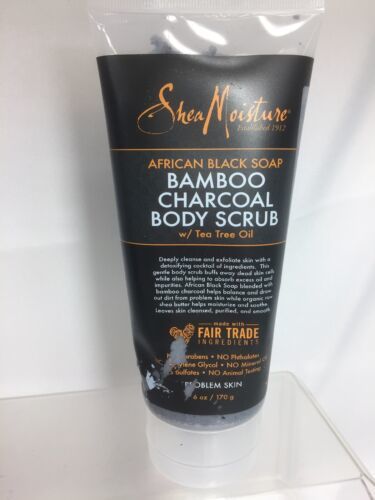 SheaMoisture®
Established 1912
AFRICAN BLACK SOAP
BAMBOO
CHARCOAL
BODY SCRUB
w/ Tea Tree Oil
Deeply cleanse and exfoliate skin with a
detoxifying cocktail of ingredients. This
gentle body scrub buffs away dead skin cells
while also helping to absorb excess oil and
impurities. African Black Soap blended with
bamboo charcoal helps balance and draw
out dirt from problem skin while organic raw
shea butter helps moisturize and soothe.
Leaves skin cleansed, purified, and smooth.
made with
FAIR TRADE
INGREDIENTS
• NO Phthalates
Glycol • NO Mineral
• NO Animal Testing
PROBLEM SKIN
6 oz / 170 g